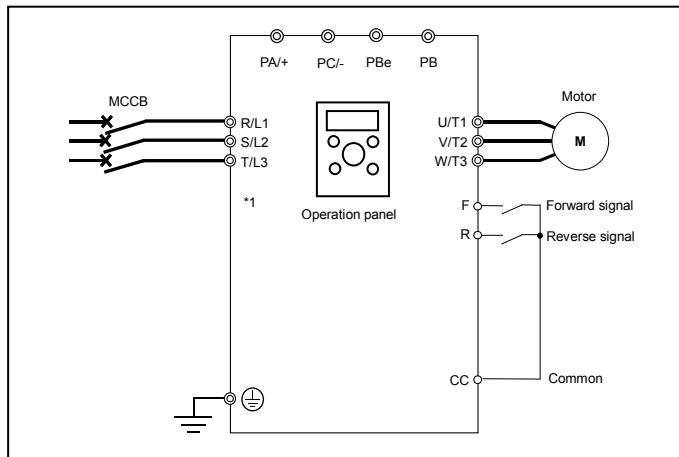 PA/+ PC/- PBe PB
MCCB
Motor
R/L1
S/L2
T/L3
U/T1
V/T2
W/T3
M
*1
Operation panel
F
Forward signal
R
Reverse signal
CC
Common